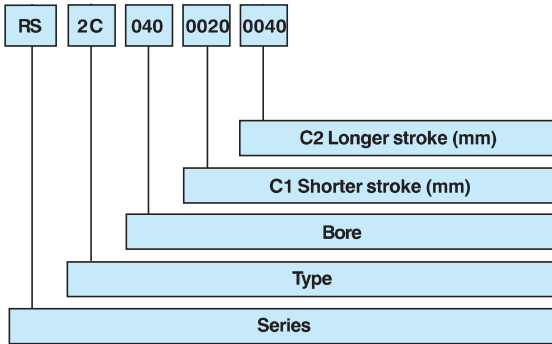 RS 2C 040 0020 0040
C2 Longer stroke (mm)
C1 Shorter stroke (mm)
Bore
Type
Series